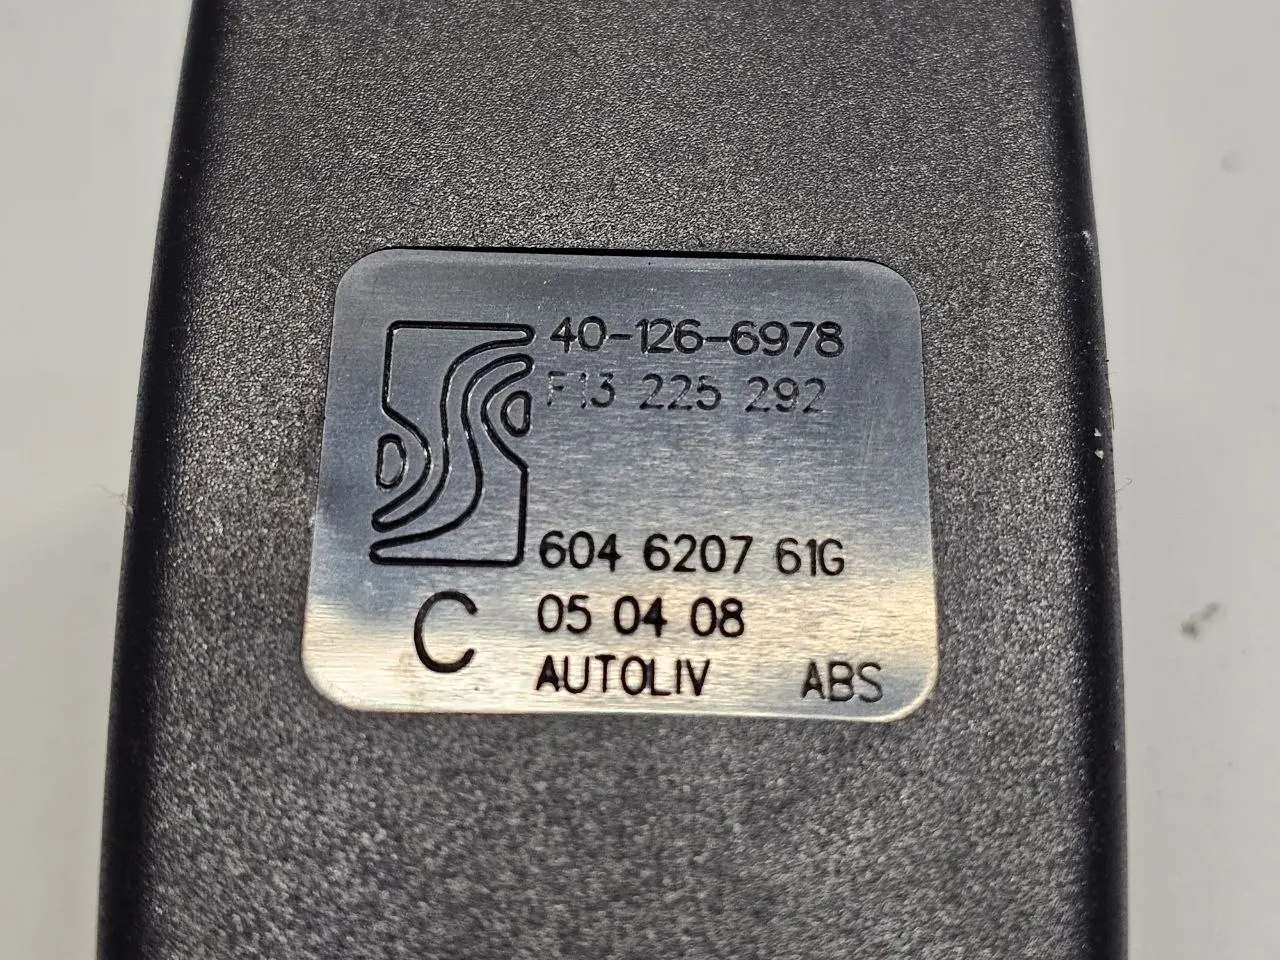 40-126-6978
F13 225 292
604 6207 61G
C 05 04 08
AUTOLIV ABS